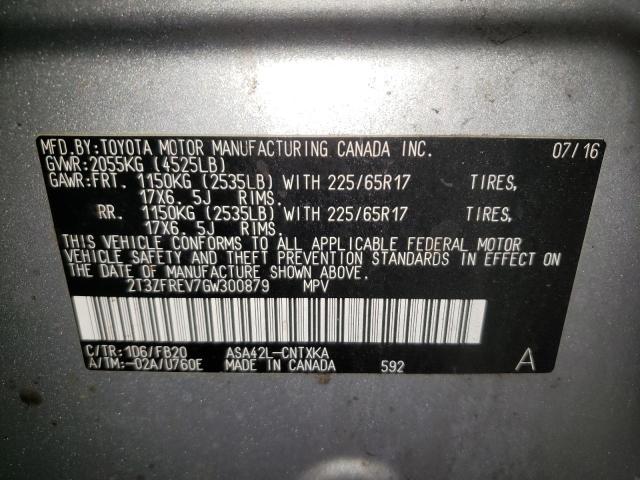 MFD.BY:TOYOTA MOTOR MANUFACTURING CANADA INC. 07/16
GVWR:2055KG (4525LB)
GAWR:FRT. 1150KG (2535LB) WITH 225/65R17 TIRES,
17X6. 5J RIMS.
RR. 1150KG (2535LB) WITH 225/65R17 TIRES,
17X6. 5J RIMS.
THIS VEHICLE CONFORMS TO ALL APPLICABLE FEDERAL MOTOR
VEHICLE SAFETY AND THEFT PREVENTION STANDARDS IN EFFECT
ON THE DATE OF MANUFACTURE SHOWN ABOVE.
2T3ZFREV7GW300879 MPV
C/TR:1D6/FB20 ASA42L-CNTXKA
A/TM:-02A/U760E MADE IN CANADA 592 A